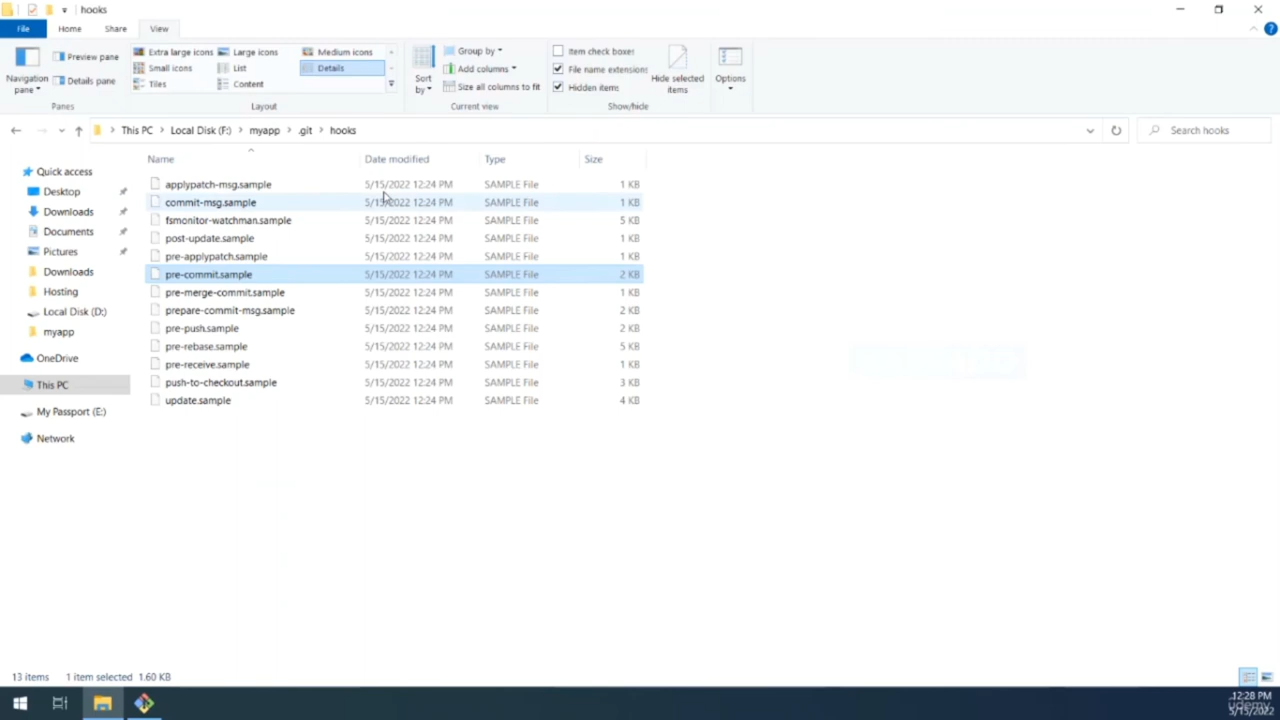 hooks
File Home Share View
Navigation pane
Preview pane
Details pane
Panes
Extra large icons Large icons Medium icons
Small icons List Details
Tiles Content
Layout
Sort by
Group by
Add columns
Size all columns to fit
Current view
Item check boxes
File name extensions
Hidden items
Hide selected items
Show/hide
Options
This PC > Local Disk (F:) > myapp > .git > hooks
Search hooks
Name Date modified Type Size
Quick access
Desktop
Downloads
Documents
Pictures
Downloads
Hosting
Local Disk (D:)
myapp
OneDrive
This PC
My Passport (E:)
Network
applypatch-msg.sample 5/15/2022 12:24 PM SAMPLE File 1 KB
commit-msg.sample 5/15/2022 12:24 PM SAMPLE File 1 KB
fsmonitor-watchman.sample 5/15/2022 12:24 PM SAMPLE File 5 KB
post-update.sample 5/15/2022 12:24 PM SAMPLE File 1 KB
pre-applypatch.sample 5/15/2022 12:24 PM SAMPLE File 1 KB
pre-commit.sample 5/15/2022 12:24 PM SAMPLE File 2 KB
pre-merge-commit.sample 5/15/2022 12:24 PM SAMPLE File 1 KB
prepare-commit-msg.sample 5/15/2022 12:24 PM SAMPLE File 2 KB
pre-push.sample 5/15/2022 12:24 PM SAMPLE File 2 KB
pre-rebase.sample 5/15/2022 12:24 PM SAMPLE File 5 KB
pre-receive.sample 5/15/2022 12:24 PM SAMPLE File 1 KB
push-to-checkout.sample 5/15/2022 12:24 PM SAMPLE File 3 KB
update.sample 5/15/2022 12:24 PM SAMPLE File 4 KB
13 items 1 item selected 1.60 KB
12:28 PM
5/15/2022
udemy